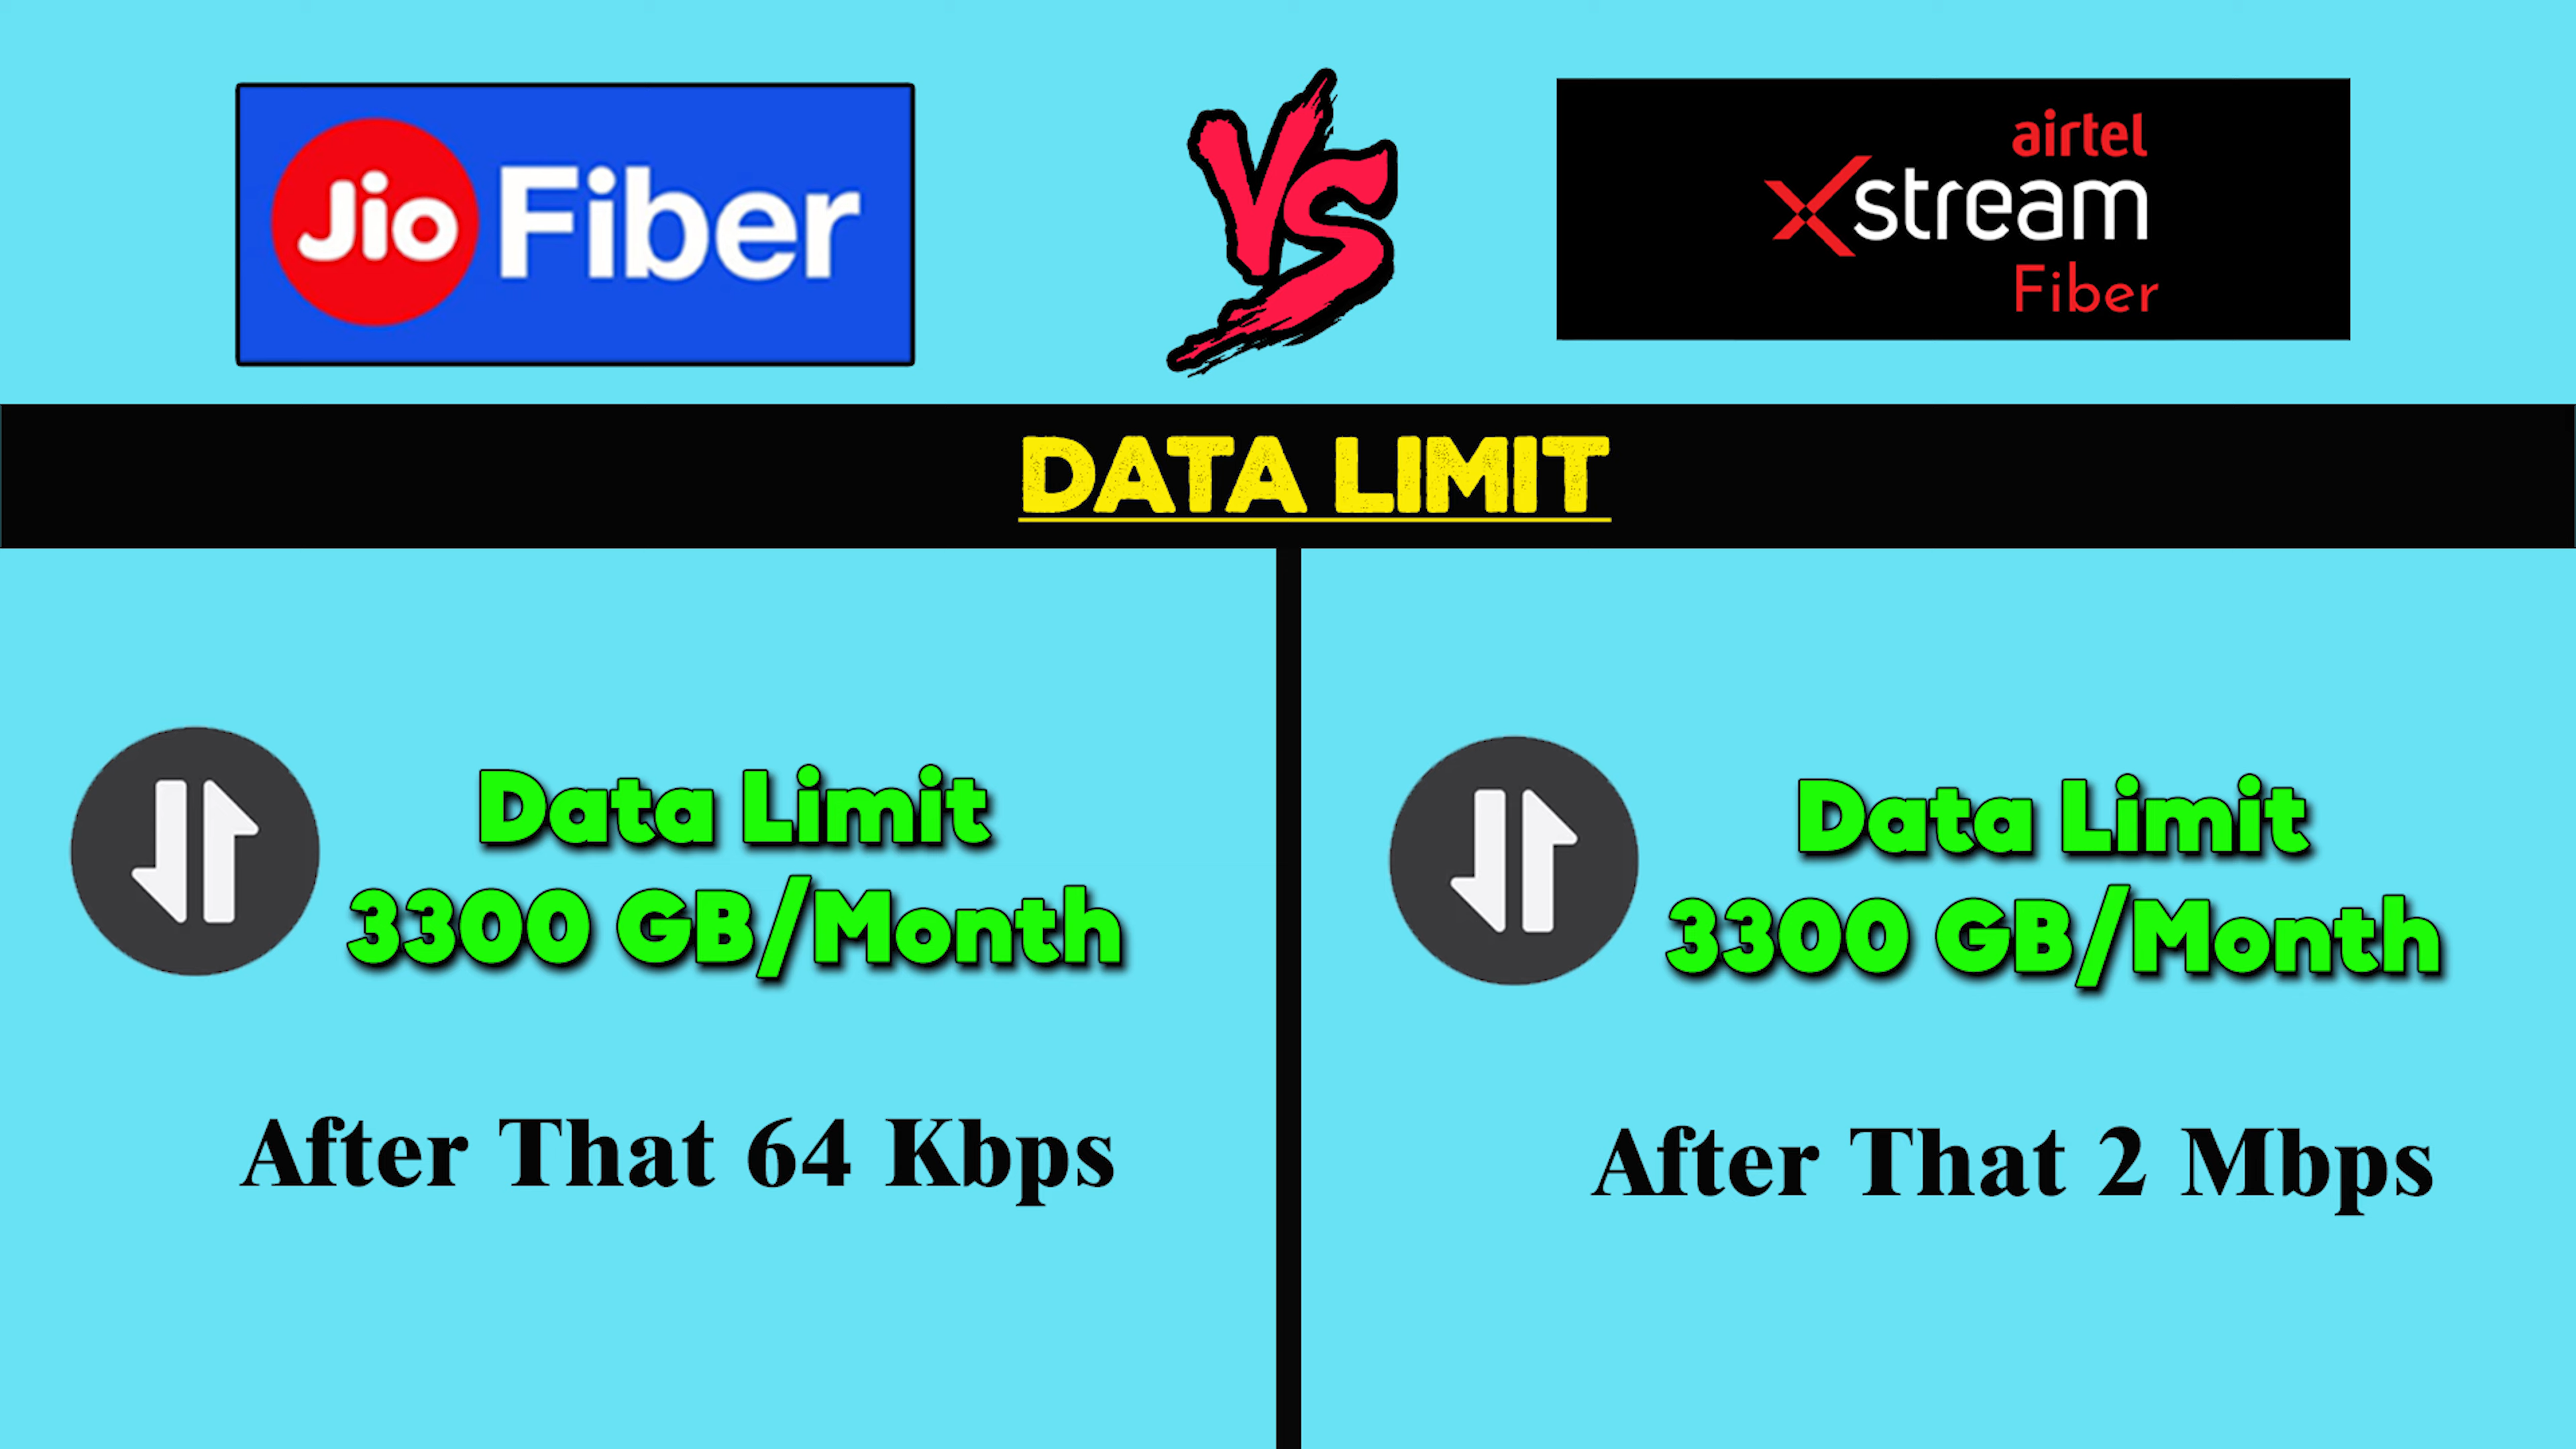 Jio Fiber
VS
airtel
Xstream
Fiber
DATA LIMIT
Data Limit
3300 GB/Month
After That 64 Kbps
Data Limit
3300 GB/Month
After That 2 Mbps